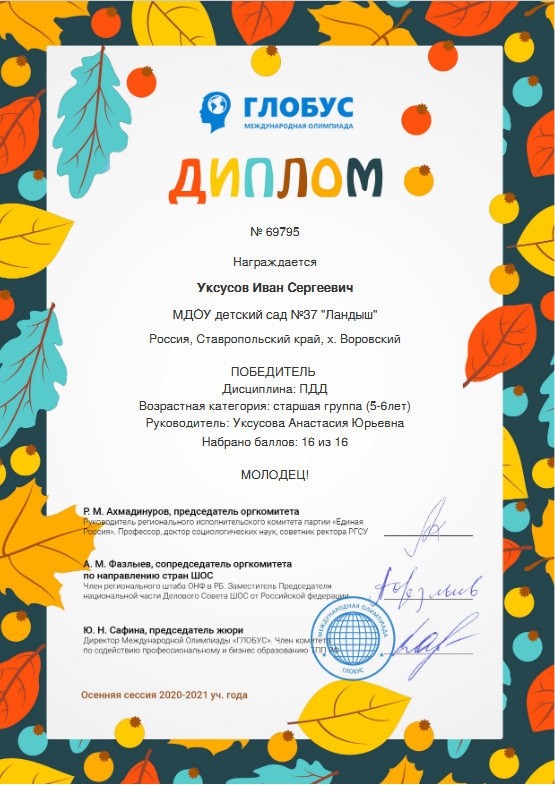 ГЛОБУС
МЕЖДУНАРОДНАЯ ОЛИМПИАДА
ДИПЛОМ
№ 69795
Награждается
Уксусов Иван Сергеевич
МДОУ детский сад №37 "Ландыш"
Россия, Ставропольский край, х. Воровский
ПОБЕДИТЕЛЬ
Дисциплина: ПДД
Возрастная категория: старшая группа (5-6лет)
Руководитель: Уксусова Анастасия Юрьевна
Набрано баллов: 16 из 16
МОЛОДЕЦ!
Р. М. Ахмадинуров, председатель оргкомитета
Руководитель регионального исполнительского комитета партии «Единая
Россия». Профессор, доктор социологических наук, советник ректора РГСУ
А. М. Фазлыев, сопредседатель оргкомитета
по направлению стран ШОС
Член регионального штаба ОНФ в РБ. Заместитель Председателя
национальной части Делового Совета ШОС от Российской федерации
Ю. Н. Сафина, председатель жюри
Директор Международной Олимпиады «ГЛОБУС». Член комитета
по содействию профессиональному и бизнес образованию ТПП РФ
МЕЖДУНАРОДНАЯ ОЛИМПИАДА
ГЛОБУС
Осенняя сессия 2020-2021 уч. года